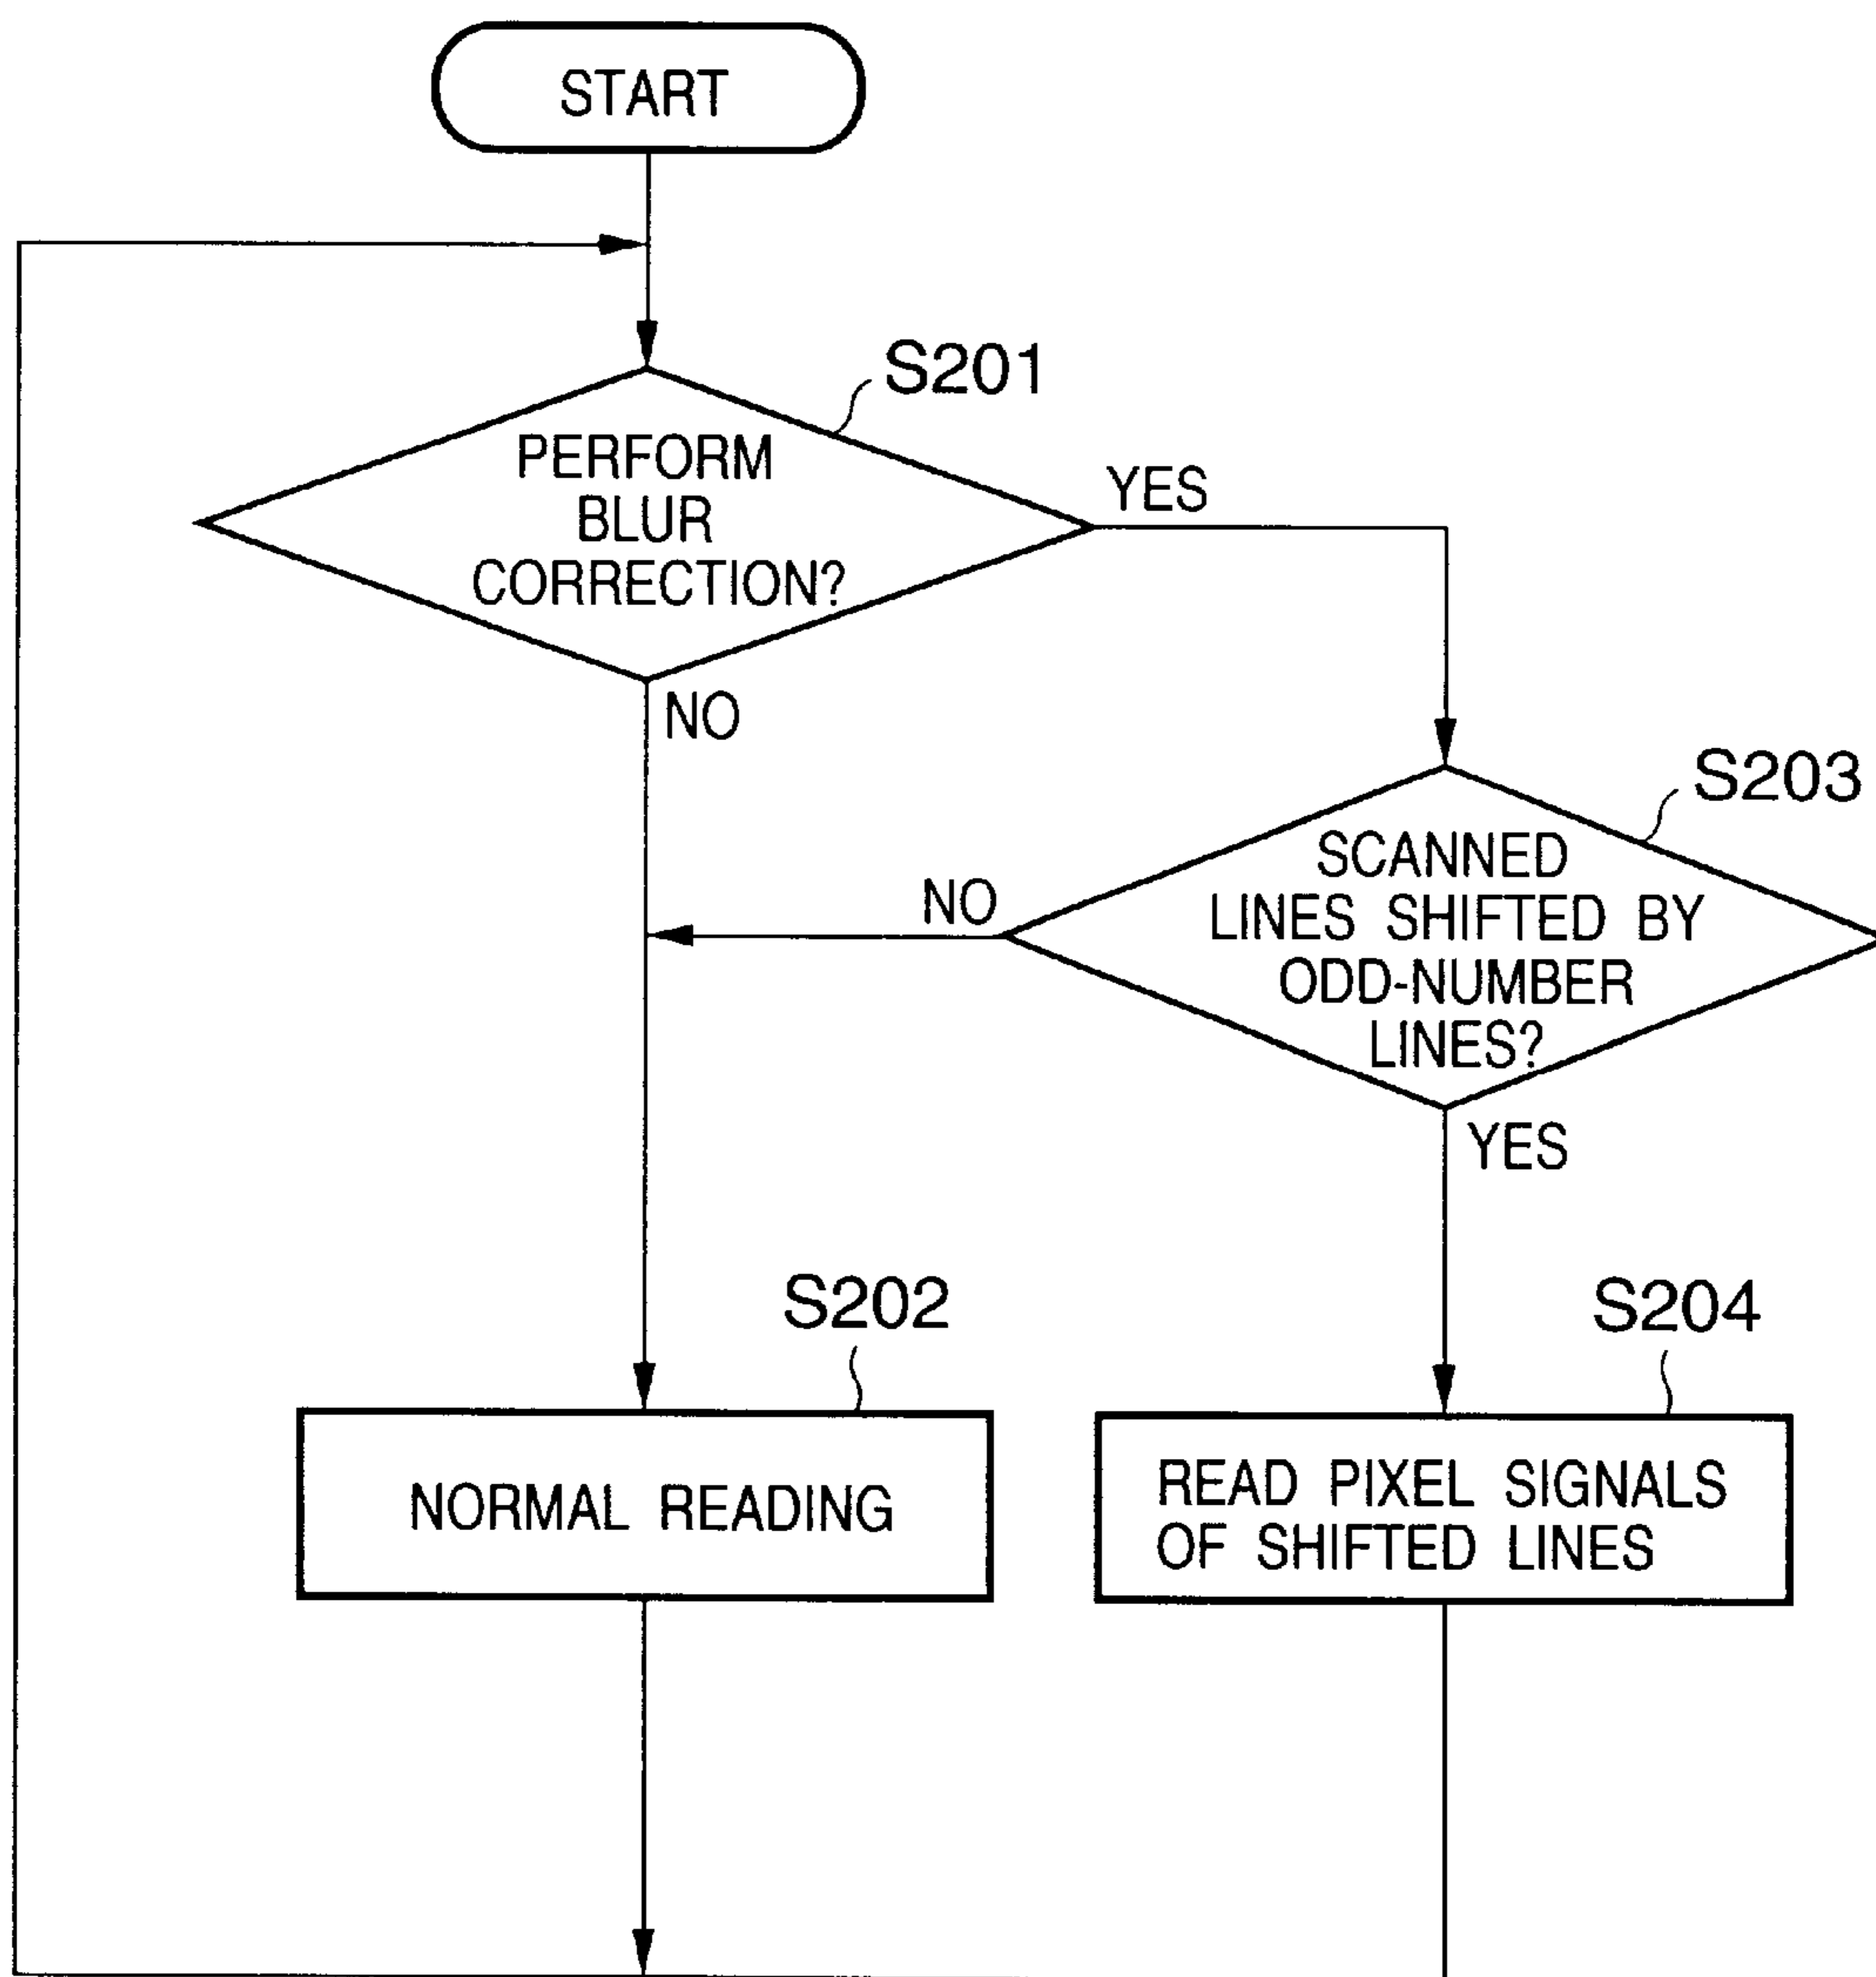 START
S201
PERFORM
BLUR
CORRECTION?
YES
NO
S203
SCANNED
LINES SHIFTED BY
ODD-NUMBER
LINES?
NO
YES
S202
NORMAL READING
S204
READ PIXEL SIGNALS
OF SHIFTED LINES